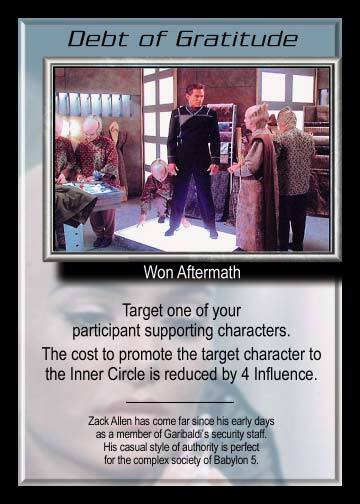 Debt of Gratitude
Won Aftermath
Target one of your
participant supporting characters.
The cost to promote the target character to
the Inner Circle is reduced by 4 Influence.
Zack Allen has come far since his early days
as a member of Garibaldi's security staff.
His casual style of authority is perfect
for the complex society of Babylon 5.